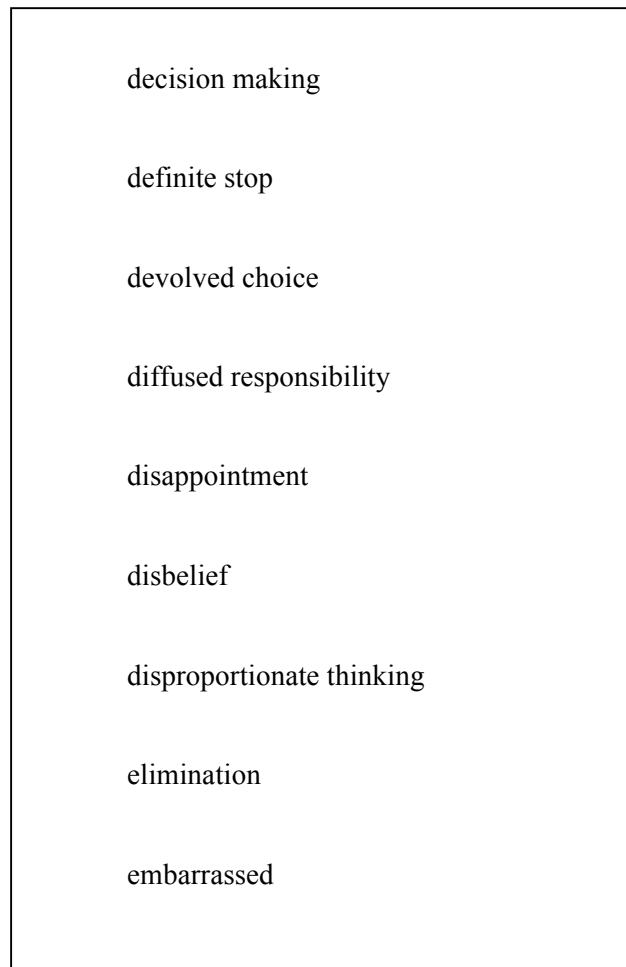 decision making
definite stop
devolved choice
diffused responsibility
disappointment
disbelief
disproportionate thinking
elimination
embarrassed